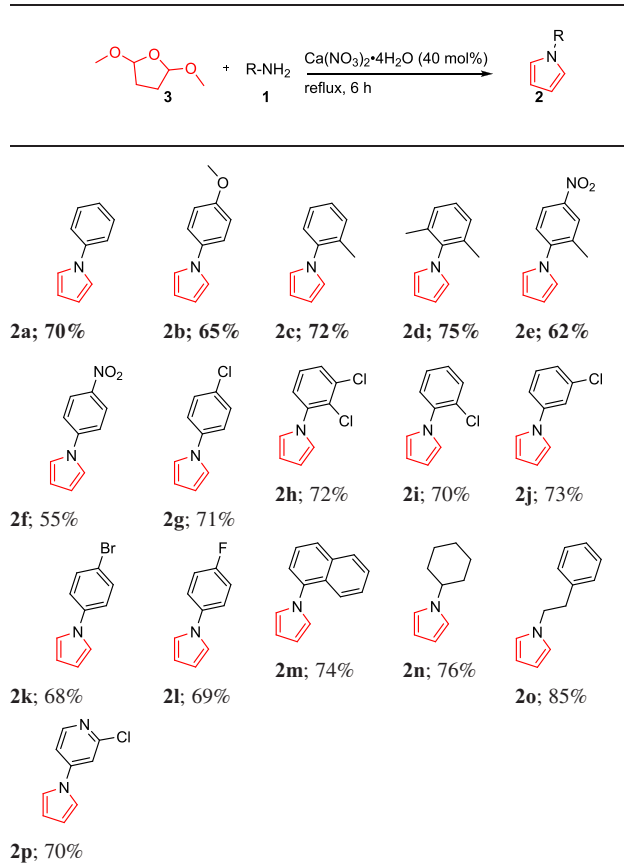 R
O O O + R-NH2 Ca(NO3)2•4H2O (40 mol%) N
reflux, 6 h
3 1 2
O NO2
N N N N N
2a; 70% 2b; 65% 2c; 72% 2d; 75% 2e; 62%
NO2 Cl Cl Cl Cl Cl
N N N N N
2f; 55% 2g; 71% 2h; 72% 2i; 70% 2j; 73%
Br F
N N N N N
2k; 68% 2l; 69% 2m; 74% 2n; 76% 2o; 85%
N Cl
N
2p; 70%